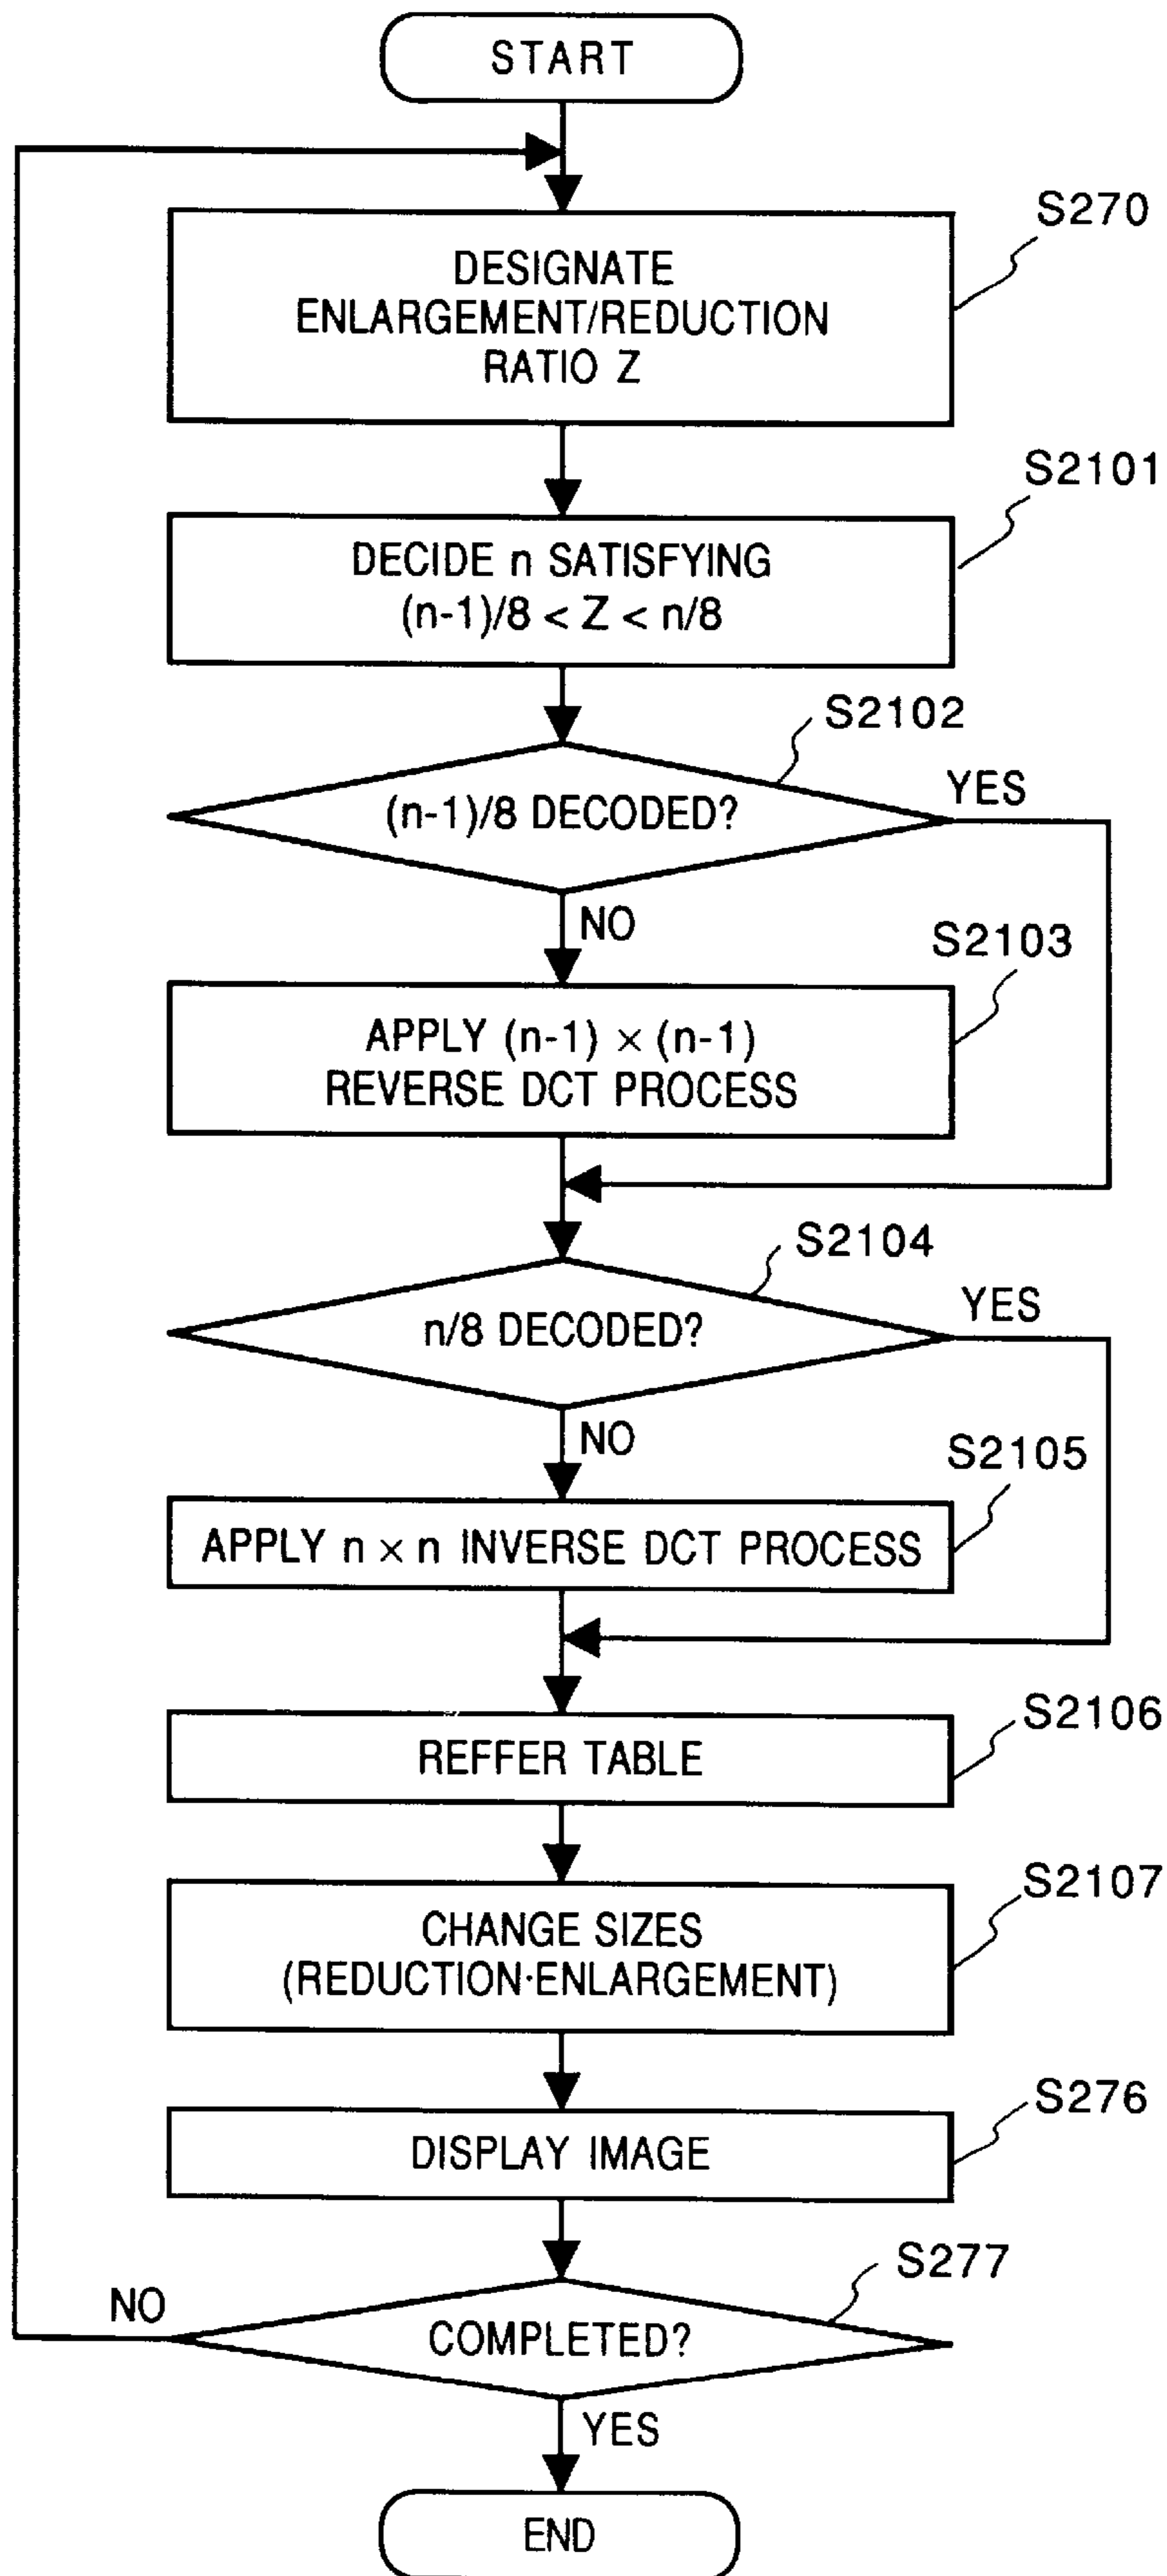 START
S270
DESIGNATE
ENLARGEMENT/REDUCTION
RATIO Z
S2101
DECIDE n SATISFYING
(n-1)/8 < Z < n/8
S2102
(n-1)/8 DECODED?
YES
NO
S2103
APPLY (n-1) × (n-1)
REVERSE DCT PROCESS
S2104
n/8 DECODED?
YES
NO
S2105
APPLY n × n INVERSE DCT PROCESS
S2106
REFFER TABLE
S2107
CHANGE SIZES
(REDUCTION·ENLARGEMENT)
S276
DISPLAY IMAGE
S277
NO
COMPLETED?
YES
END